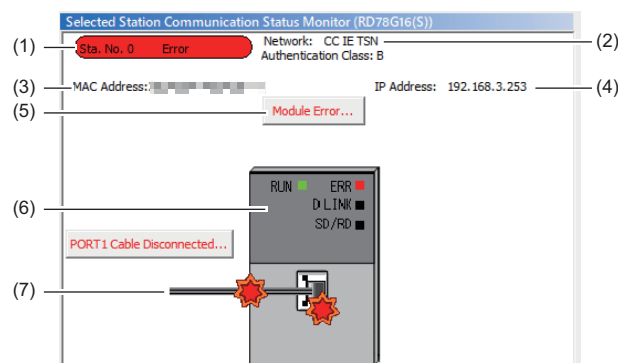 Selected Station Communication Status Monitor (RD78G16(S))
(1) Sta. No. 0 Error Network: CC IE TSN (2)
Authentication Class: B
(3) MAC Address: IP Address: 192.168.3.253 (4)
(5) Module Error...
RUN ERR
D LINK
(6) SD/RD
PORT1 Cable Disconnected...
(7)